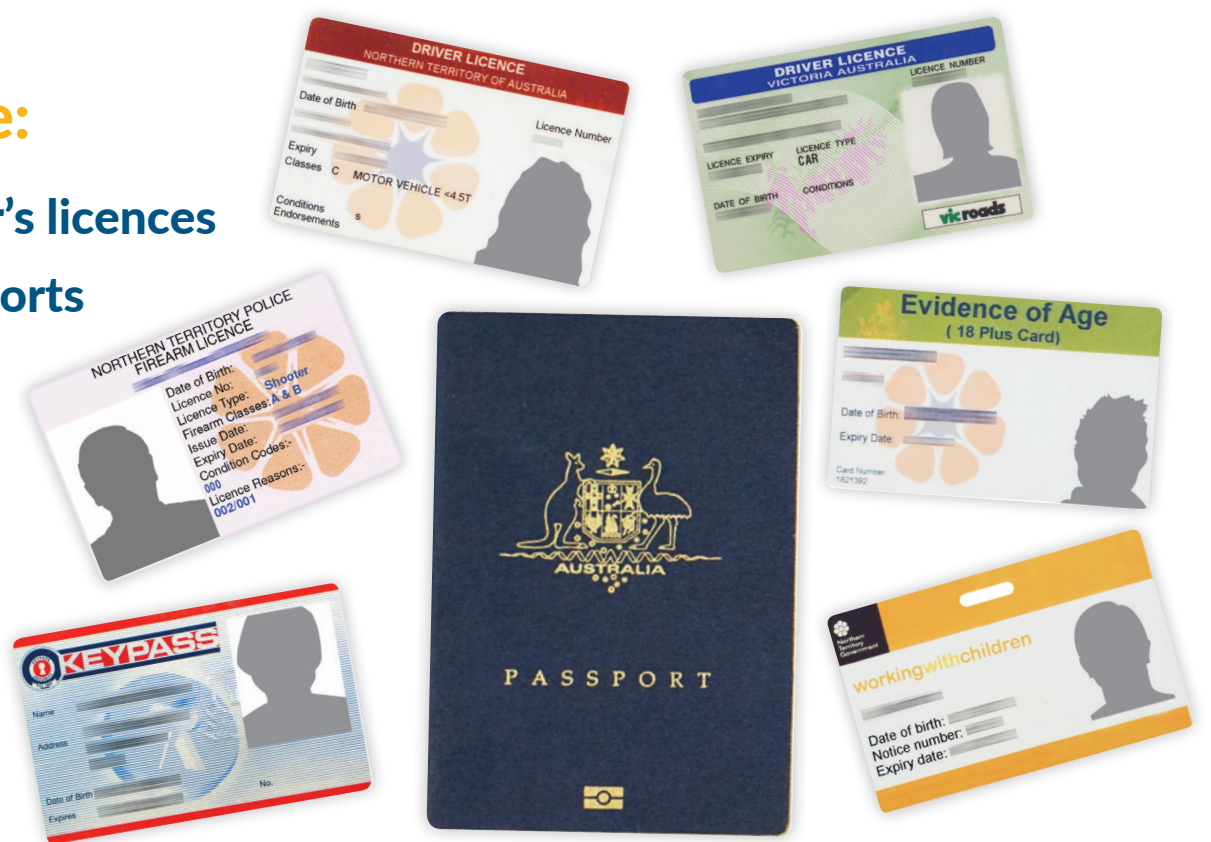 e:
r’s licences
orts
DRIVER LICENCE
NORTHERN TERRITORY OF AUSTRALIA
Date of Birth
Licence Number
Expiry
Classes C MOTOR VEHICLE <4.5T
Conditions s
Endorsements
DRIVER LICENCE
VICTORIA AUSTRALIA
LICENCE NUMBER
LICENCE EXPIRY LICENCE TYPE
CAR
DATE OF BIRTH CONDITIONS
vic roads
NORTHERN TERRITORY POLICE
FIREARM LICENCE
Date of Birth:
Licence No:
Licence Type: Shooter
Firearm Classes: A & B
Issue Date:
Expiry Date:
Condition Codes:-
000
Licence Reasons:-
002/001
AUSTRALIA
PASSPORT
Evidence of Age
( 18 Plus Card)
Date of Birth:
Expiry Date:
Card Number
1821392
KEYPASS
Name
Address
Date of Birth
No.
Expires
Northern
Territory
Government
workingwithchildren
Date of birth:
Notice number:
Expiry date: